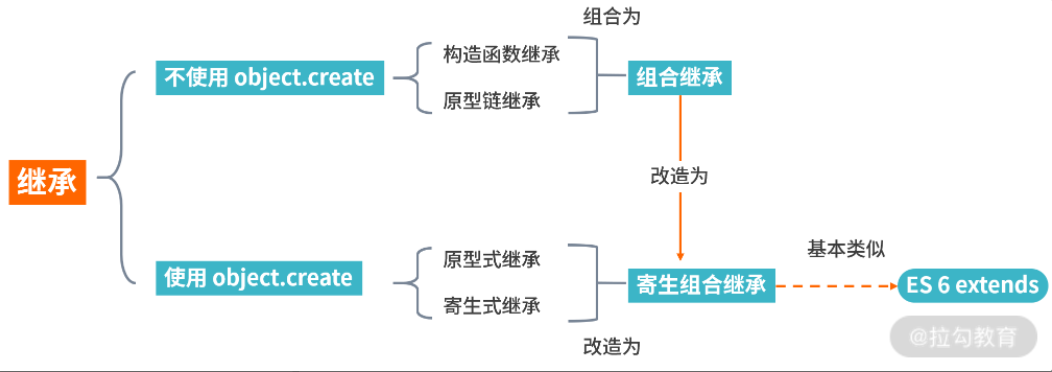 组合为
不使用 object.create
构造函数继承
原型链继承
组合继承
继承
改造为
使用 object.create
原型式继承
寄生式继承
寄生组合继承
基本类似
ES 6 extends
改造为
@拉勾教育